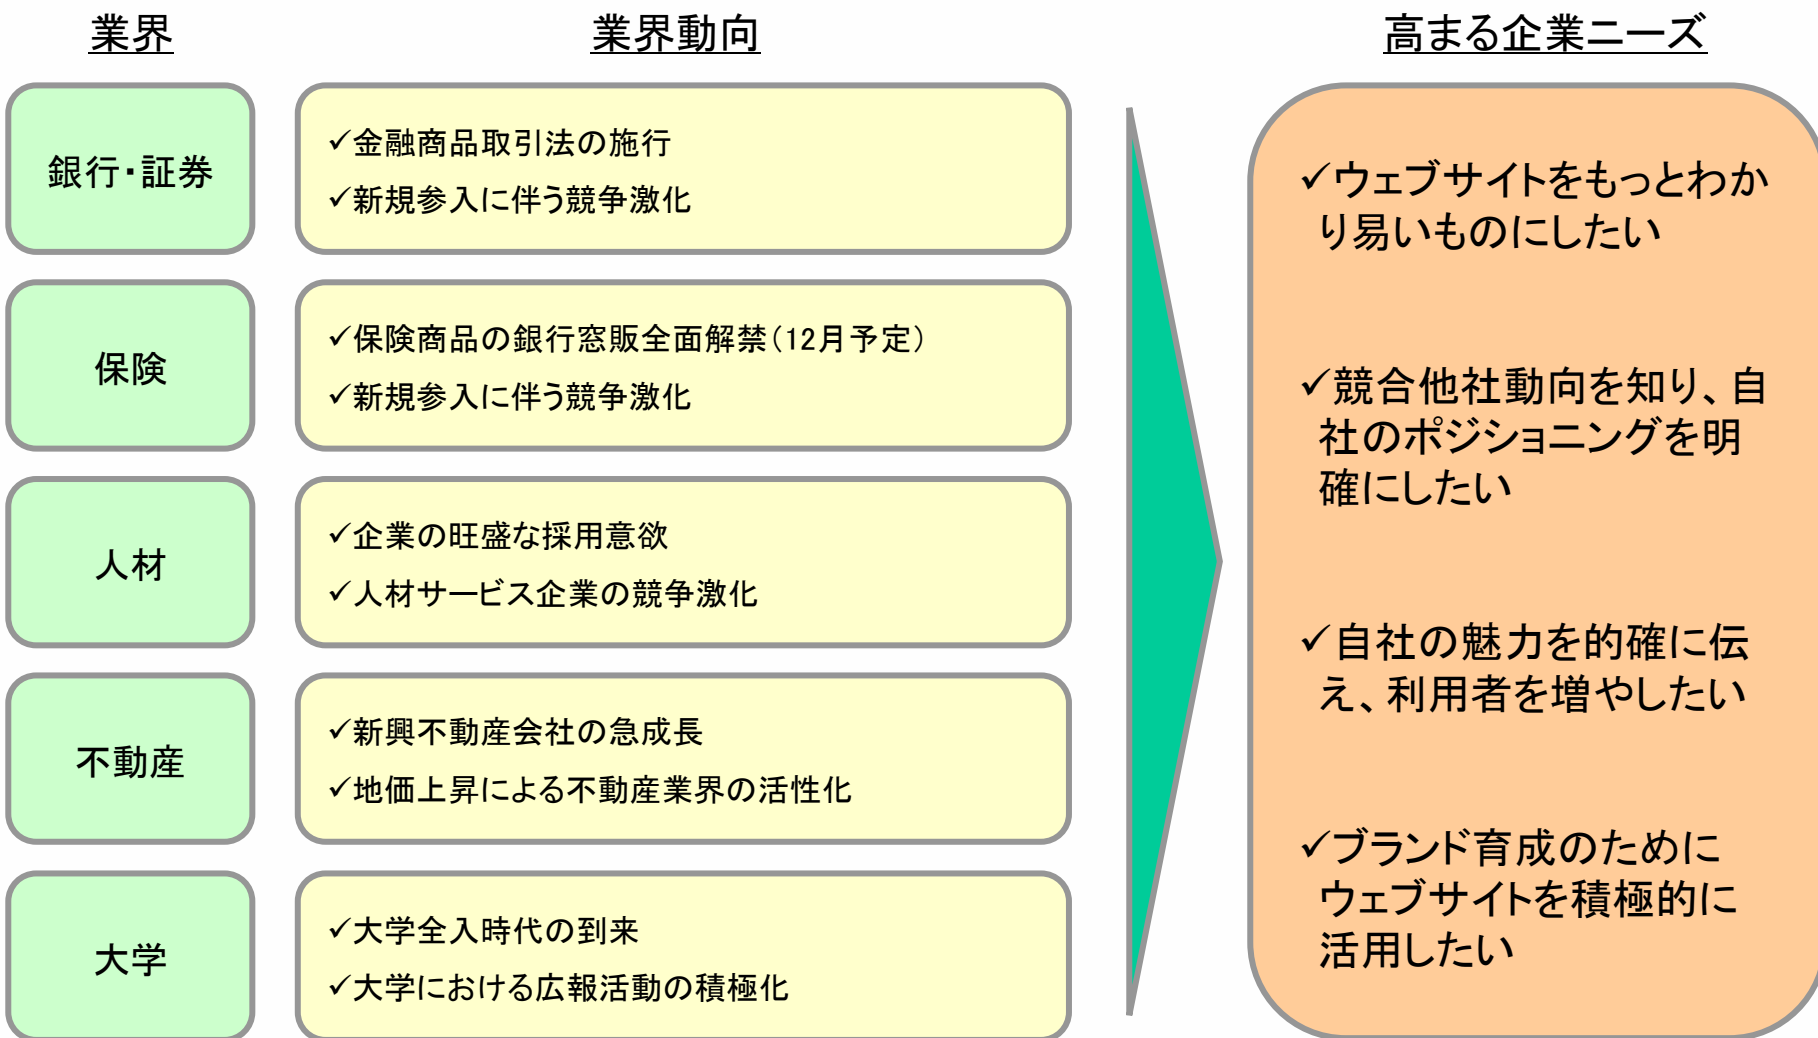 業界
業界動向
高まる企業ニーズ
銀行・証券
✓金融商品取引法の施行
✓新規参入に伴う競争激化
保険
✓保険商品の銀行窓販全面解禁（12月予定）
✓新規参入に伴う競争激化
人材
✓企業の旺盛な採用意欲
✓人材サービス企業の競争激化
不動産
✓新興不動産会社の急成長
✓地価上昇による不動産業界の活性化
大学
✓大学全入時代の到来
✓大学における広報活動の積極化
✓ウェブサイトをもっとわか
り易いものにしたい
✓競合他社動向を知り、自
社のポジショニングを明
確にしたい
✓自社の魅力を的確に伝
え、利用者を増やしたい
✓ブランド育成のために
ウェブサイトを積極的に
活用したい